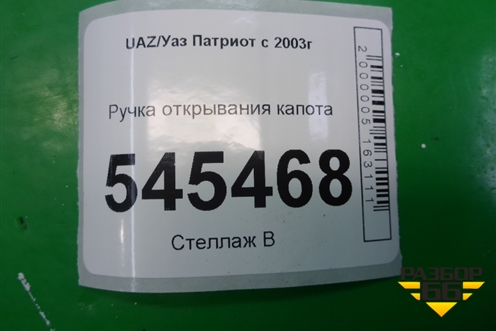 UAZ/Уаз Патриот с 2003г
Ручка открывания капота
545468
Стеллаж В
2000005163111
РАЗБОР
66